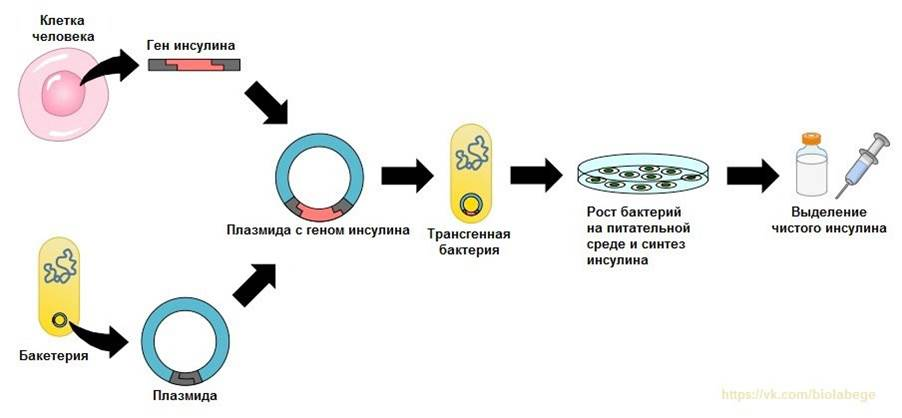 Клетка
человека
Ген инсулина
Плазмида с геном инсулина
Трансгенная
бактерия
Рост бактерий
на питательной
среде и синтез
инсулина
Выделение
чистого инсулина
Бакетерия
Плазмида
https://vk.com/biolabege